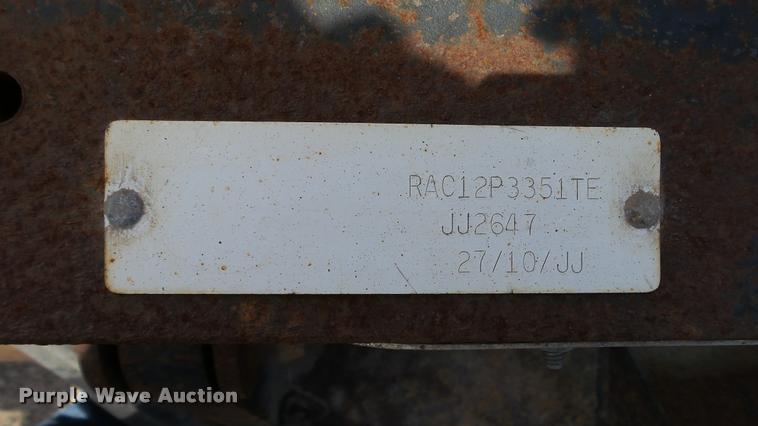 RAC12P3351TE
JJ2647
27/10/JJ
Purple Wave Auction